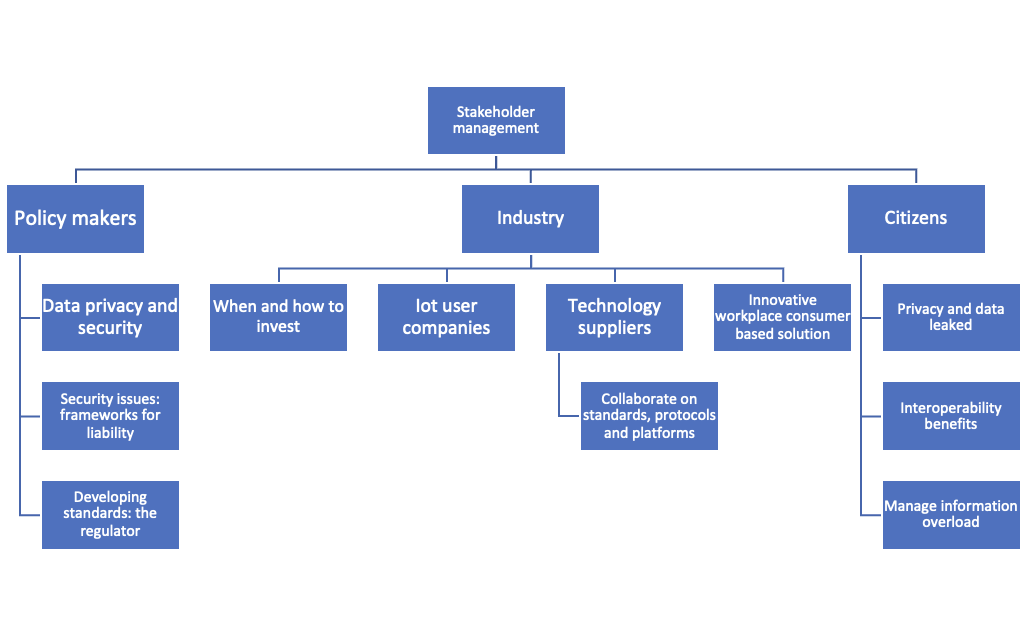 Stakeholder
management
Policy makers
Industry
Citizens
Data privacy and
security
When and how to
invest
Iot user
companies
Technology
suppliers
Innovative
workplace consumer
based solution
Privacy and data
leaked
Security issues:
frameworks for
liability
Collaborate on
standards, protocols
and platforms
Interoperability
benefits
Developing
standards: the
regulator
Manage information
overload